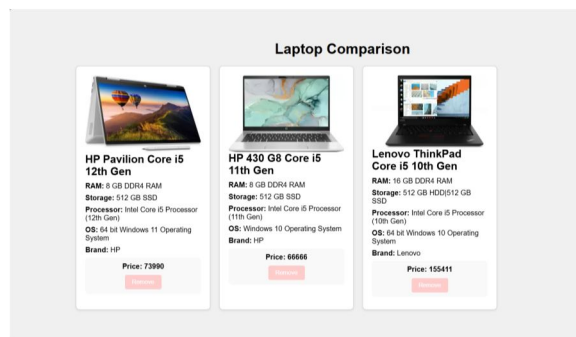 Laptop Comparison
HP Pavilion Core i5
12th Gen
RAM: 8 GB DDR4 RAM
Storage: 512 GB SSD
Processor: Intel Core i5 Processor
(12th Gen)
OS: 64 bit Windows 11 Operating
System
Brand: HP
Price: 73990
Remove
HP 430 G8 Core i5
11th Gen
RAM: 8 GB DDR4 RAM
Storage: 512 GB SSD
Processor: Intel Core i5 Processor
(11th Gen)
OS: Windows 10 Operating System
Brand: HP
Price: 66666
Remove
Lenovo ThinkPad
Core i5 10th Gen
RAM: 16 GB DDR4 RAM
Storage: 512 GB HDD|512 GB
SSD
Processor: Intel Core i5 Processor
(10th Gen)
OS: 64 bit Windows 10 Operating
System
Brand: Lenovo
Price: 155411
Remove